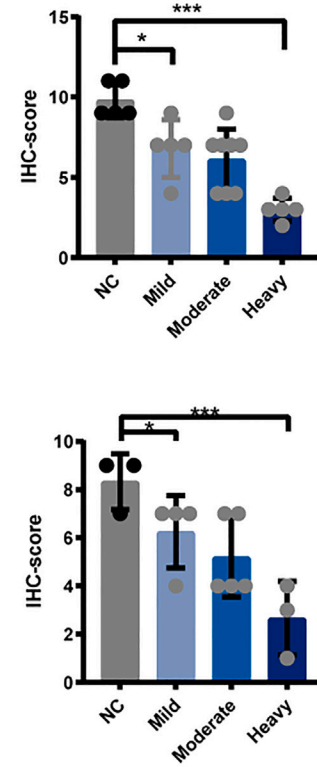 ***
*
15
10
5
0
IHC-score
NC
Mild
Moderate
Heavy
***
*
10
8
6
4
2
0
IHC-score
NC
Mild
Moderate
Heavy